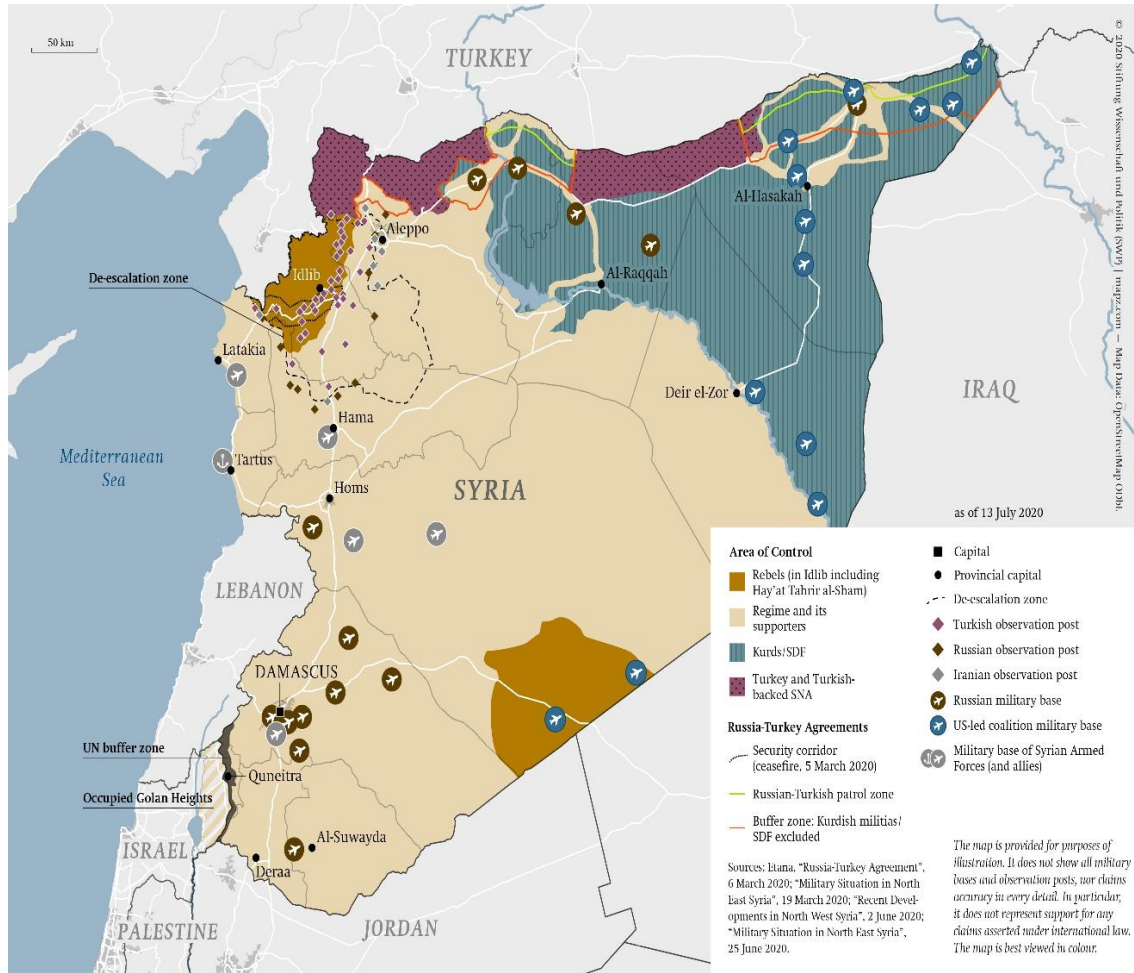 50 km
TURKEY
Al-Hasakah
Aleppo
Idlib
Al-Raqqah
De-escalation zone
Latakia
Deir el-Zor
IRAQ
Hama
Mediterranean
Sea
Tartus
SYRIA
Homs
LEBANON
DAMASCUS
UN buffer zone
Quneitra
Occupied Golan Heights
Al-Suwayda
ISRAEL
Deraa
JORDAN
PALESTINE
© 2020 Stiftung Wissenschaft und Politik (SWP) | mapz.com — Map Data: OpenStreetMap ODbL.
as of 13 July 2020
Area of Control
Rebels (in Idlib including
Hay'at Tahrir al-Sham)
Regime and its
supporters
Kurds/SDF
Turkey and Turkish-
backed SNA
Russia-Turkey Agreements
Security corridor
(ceasefire, 5 March 2020)
Russian-Turkish patrol zone
Buffer zone: Kurdish militias/
SDF excluded
Capital
Provincial capital
De-escalation zone
Turkish observation post
Russian observation post
Iranian observation post
Russian military base
US-led coalition military base
Military base of Syrian Armed
Forces (and allies)
Sources: Etana, "Russia-Turkey Agreement",
6 March 2020; "Military Situation in North
East Syria", 19 March 2020; "Recent Devel-
opments in North West Syria", 2 June 2020;
"Military Situation in North East Syria",
25 June 2020.
The map is provided for purposes of
illustration. It does not show all military
bases and observation posts, nor claims
accuracy in every detail. In particular,
it does not represent support for any
claims asserted under international law.
The map is best viewed in colour.